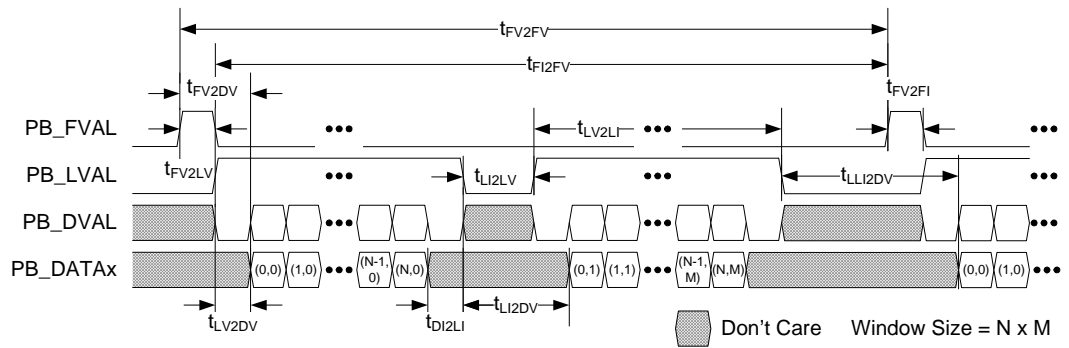 tFV2FV
tFI2FV
tFV2DV
tFV2FI
PB_FVAL ••• tLV2LI ••• •••
tFV2LV
PB_LVAL ••• tLI2LV ••• tLLI2DV •••
PB_DVAL ••• ••• •••
PB_DATAx (0,0) (1,0) ••• (N-1, 0) (N,0) (0,1) (1,1) ••• (N-1, M) (N,M) (0,0) (1,0) •••
tLV2DV tDI2LI tLI2DV
Don't Care Window Size = N x M